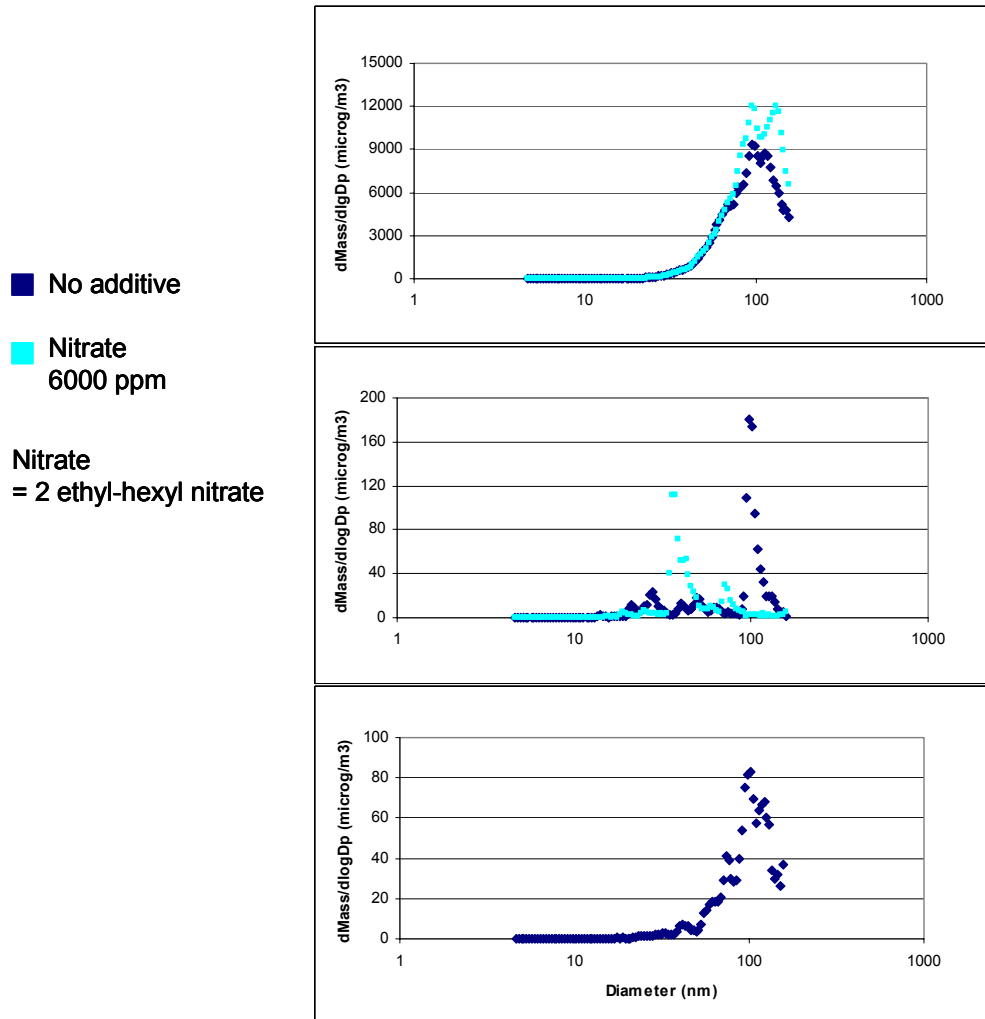 No additive
Nitrate
6000 ppm
Nitrate
= 2 ethyl-hexyl nitrate
dMass/dlgDp (microg/m3)
15000
12000
9000
6000
3000
0
1 10 100 1000
dMass/dlogDp (microg/m3)
200
160
120
80
40
0
1 10 100 1000
dMass/dlogDp (microg/m3)
100
80
60
40
20
0
1 10 100 1000
Diameter (nm)